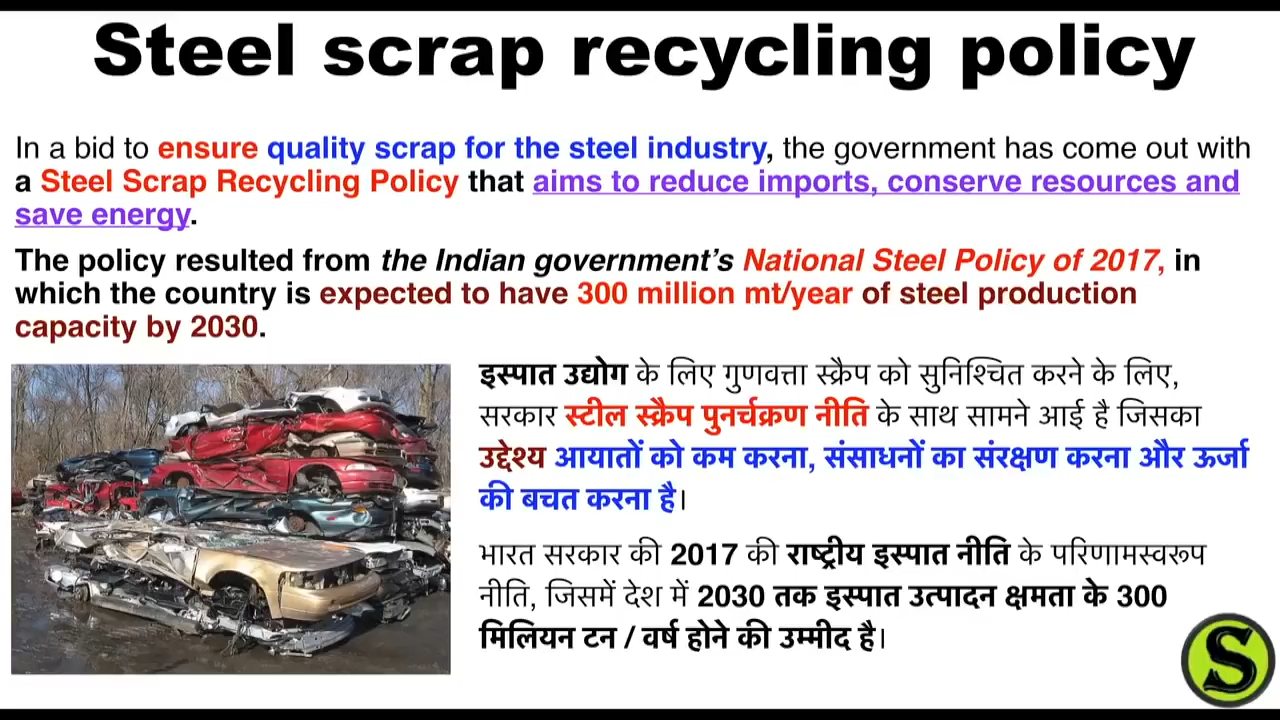 Steel scrap recycling policy
In a bid to ensure quality scrap for the steel industry, the government has come out with
a Steel Scrap Recycling Policy that aims to reduce imports, conserve resources and
save energy.
The policy resulted from the Indian government’s National Steel Policy of 2017, in
which the country is expected to have 300 million mt/year of steel production
capacity by 2030.
इस्पात उद्योग के लिए गुणवत्ता स्क्रैप को सुनिश्चित करने के लिए,
सरकार स्टील स्क्रैप पुनर्चक्रण नीति के साथ सामने आई है जिसका
उद्देश्य आयातों को कम करना, संसाधनों का संरक्षण करना और ऊर्जा
की बचत करना है।
भारत सरकार की 2017 की राष्ट्रीय इस्पात नीति के परिणामस्वरूप
नीति, जिसमें देश में 2030 तक इस्पात उत्पादन क्षमता के 300
मिलियन टन / वर्ष होने की उम्मीद है।
S